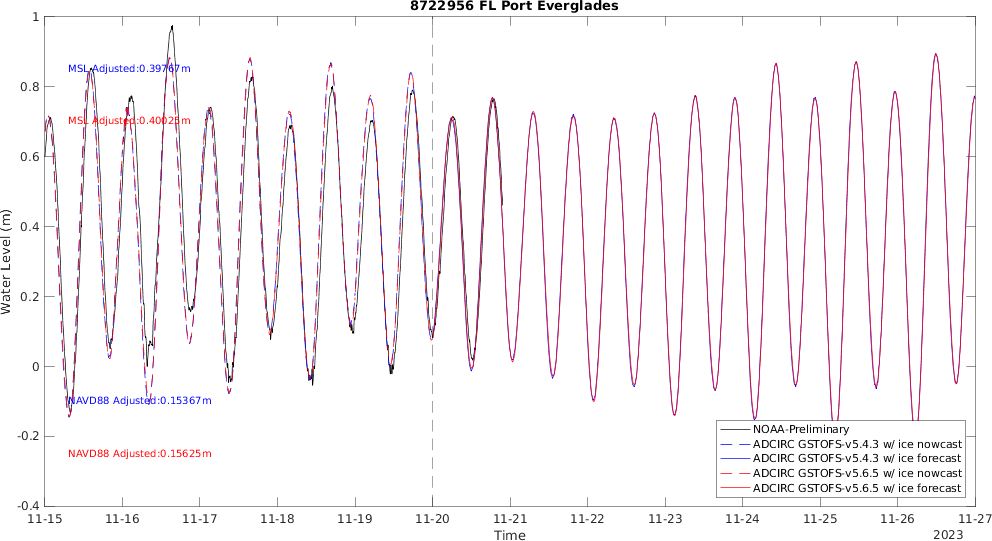 8722956 FL Port Everglades
Water Level (m)
1
0.8
0.6
0.4
0.2
0
-0.2
-0.4
MSL Adjusted:0.39767m
MSL Adjusted:0.40025m
NAVD88 Adjusted:0.15367m
NAVD88 Adjusted:0.15625m
NOAA-Preliminary
ADCIRC GSTOFS-v5.4.3 w/ ice nowcast
ADCIRC GSTOFS-v5.4.3 w/ ice forecast
ADCIRC GSTOFS-v5.6.5 w/ ice nowcast
ADCIRC GSTOFS-v5.6.5 w/ ice forecast
11-15 11-16 11-17 11-18 11-19 11-20 11-21 11-22 11-23 11-24 11-25 11-26 11-27
Time
2023